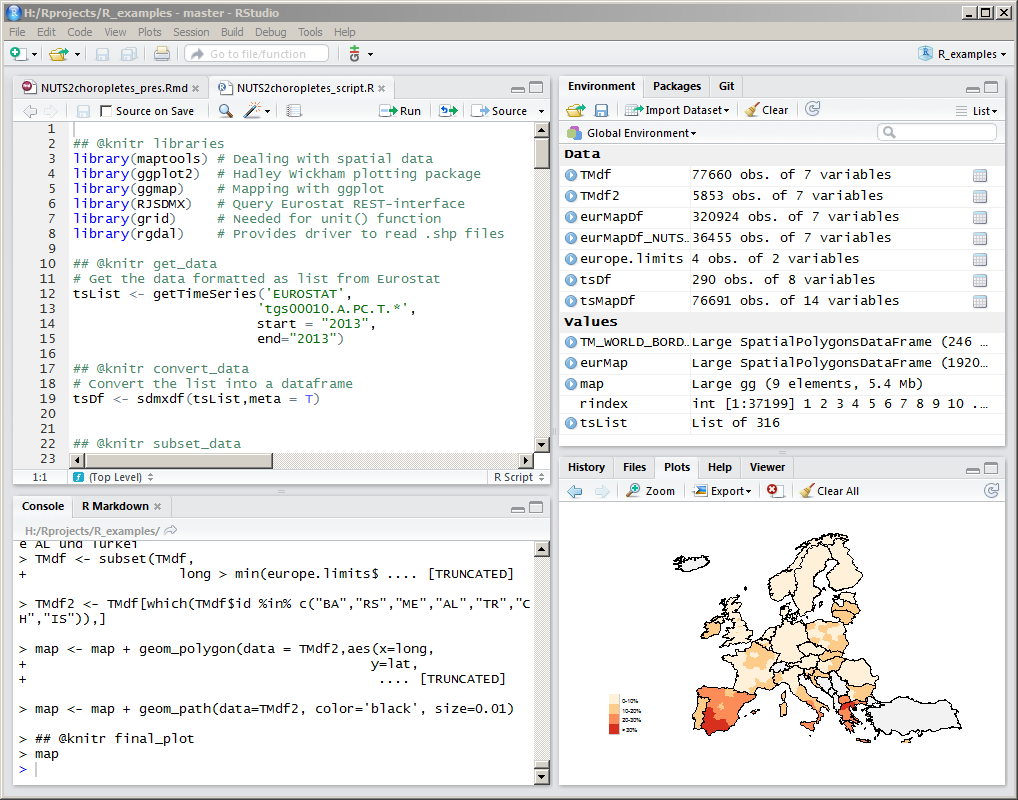 H:/Rprojects/R_examples - master - RStudio
File Edit Code View Plots Session Build Debug Tools Help
Go to file/function
R_examples
NUTS2choropletes_pres.Rmd
NUTS2choropletes_script.R
Source on Save
Run
Source
1
2 ## @knitr libraries
3 library(maptools) # Dealing with spatial data
4 library(ggplot2)  # Hadley Wickham plotting package
5 library(ggmap)    # Mapping with ggplot
6 library(RJSDMX)   # Query Eurostat REST-interface
7 library(grid)     # Needed for unit() function
8 library(rgdal)    # Provides driver to read .shp files
9
10 ## @knitr get_data
11 # Get the data formatted as list from Eurostat
12 tsList <- getTimeSeries('EUROSTAT',
13 'tgs00010.A.PC.T.*',
14 start = "2013",
15 end="2013")
16
17 ## @knitr convert_data
18 # Convert the list into a dataframe
19 tsDf <- sdmxdf(tsList,meta = T)
20
21
22 ## @knitr subset_data
23
1:1 (Top Level) R Script
Console R Markdown
H:/Rprojects/R_examples/
e AL und Türkei
> TMdf <- subset(TMdf,
+ long > min(europe.limits$ .... [TRUNCATED]
> TMdf2 <- TMdf[which(TMdf$id %in% c("BA","RS","ME","AL","TR","C
H","IS")),]
> map <- map + geom_polygon(data = TMdf2,aes(x=long,
+ y=lat,
+ .... [TRUNCATED]
> map <- map + geom_path(data=TMdf2, color='black', size=0.01)
> ## @knitr final_plot
> map
>
Environment Packages Git
Import Dataset Clear List
Global Environment
Data
TMdf 77660 obs. of 7 variables
TMdf2 5853 obs. of 7 variables
eurMapDf 320924 obs. of 7 variables
eurMapDf_NUTS… 36455 obs. of 7 variables
europe.limits 4 obs. of 2 variables
tsDf 290 obs. of 8 variables
tsMapDf 76691 obs. of 14 variables
Values
TM_WORLD_BORD… Large SpatialPolygonsDataFrame (246 …
eurMap Large SpatialPolygonsDataFrame (1920…
map Large gg (9 elements, 5.4 Mb)
rindex int [1:37199] 1 2 3 4 5 6 7 8 9 10 ...
tsList List of 316
History Files Plots Help Viewer
Zoom Export Clear All
0-10%
10-20%
20-30%